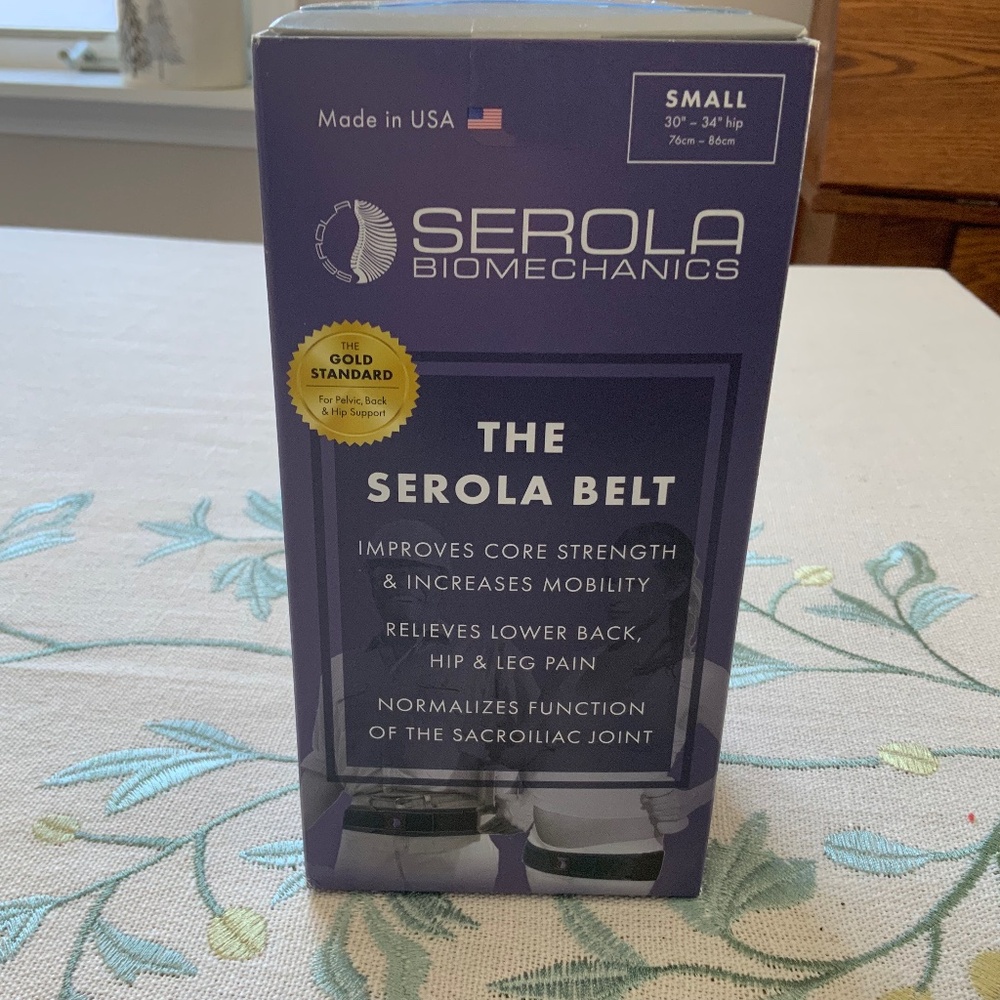 Made in USA
SMALL
30" – 34" hip
76cm – 86cm
SEROLA
SEROLA
BIOMECHANICS
THE
GOLD
STANDARD
For Pelvic, Back
& Hip Support
THE
SEROLA BELT
IMPROVES CORE STRENGTH
& INCREASES MOBILITY
RELIEVES LOWER BACK,
HIP & LEG PAIN
NORMALIZES FUNCTION
OF THE SACROILIAC JOINT